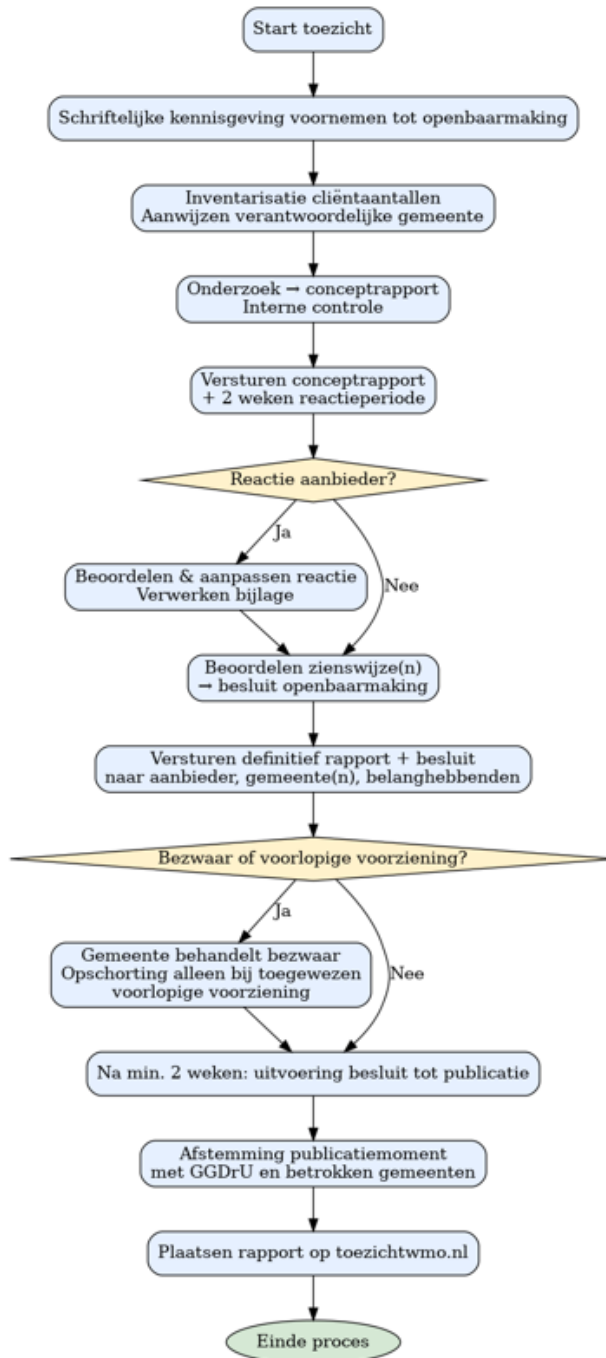 Start toezicht
Schriftelijke kennisgeving voornemen tot openbaarmaking
Inventarisatie cliëntaantallen
Aanwijzen verantwoordelijke gemeente
Onderzoek → conceptrapport
Interne controle
Versturen conceptrapport
+ 2 weken reactieperiode
Reactie aanbieder?
Ja
Beoordelen & aanpassen reactie
Verwerken bijlage
Nee
Beoordelen zienswijze(n)
→ besluit openbaarmaking
Versturen definitief rapport + besluit
naar aanbieder, gemeente(n), belanghebbenden
Bezwaar of voorlopige voorziening?
Ja
Gemeente behandelt bezwaar
Opschorting alleen bij toegewezen
voorlopige voorziening
Nee
Na min. 2 weken: uitvoering besluit tot publicatie
Afstemming publicatiemoment
met GGDrU en betrokken gemeenten
Plaatsen rapport op toezichtwmo.nl
Einde proces